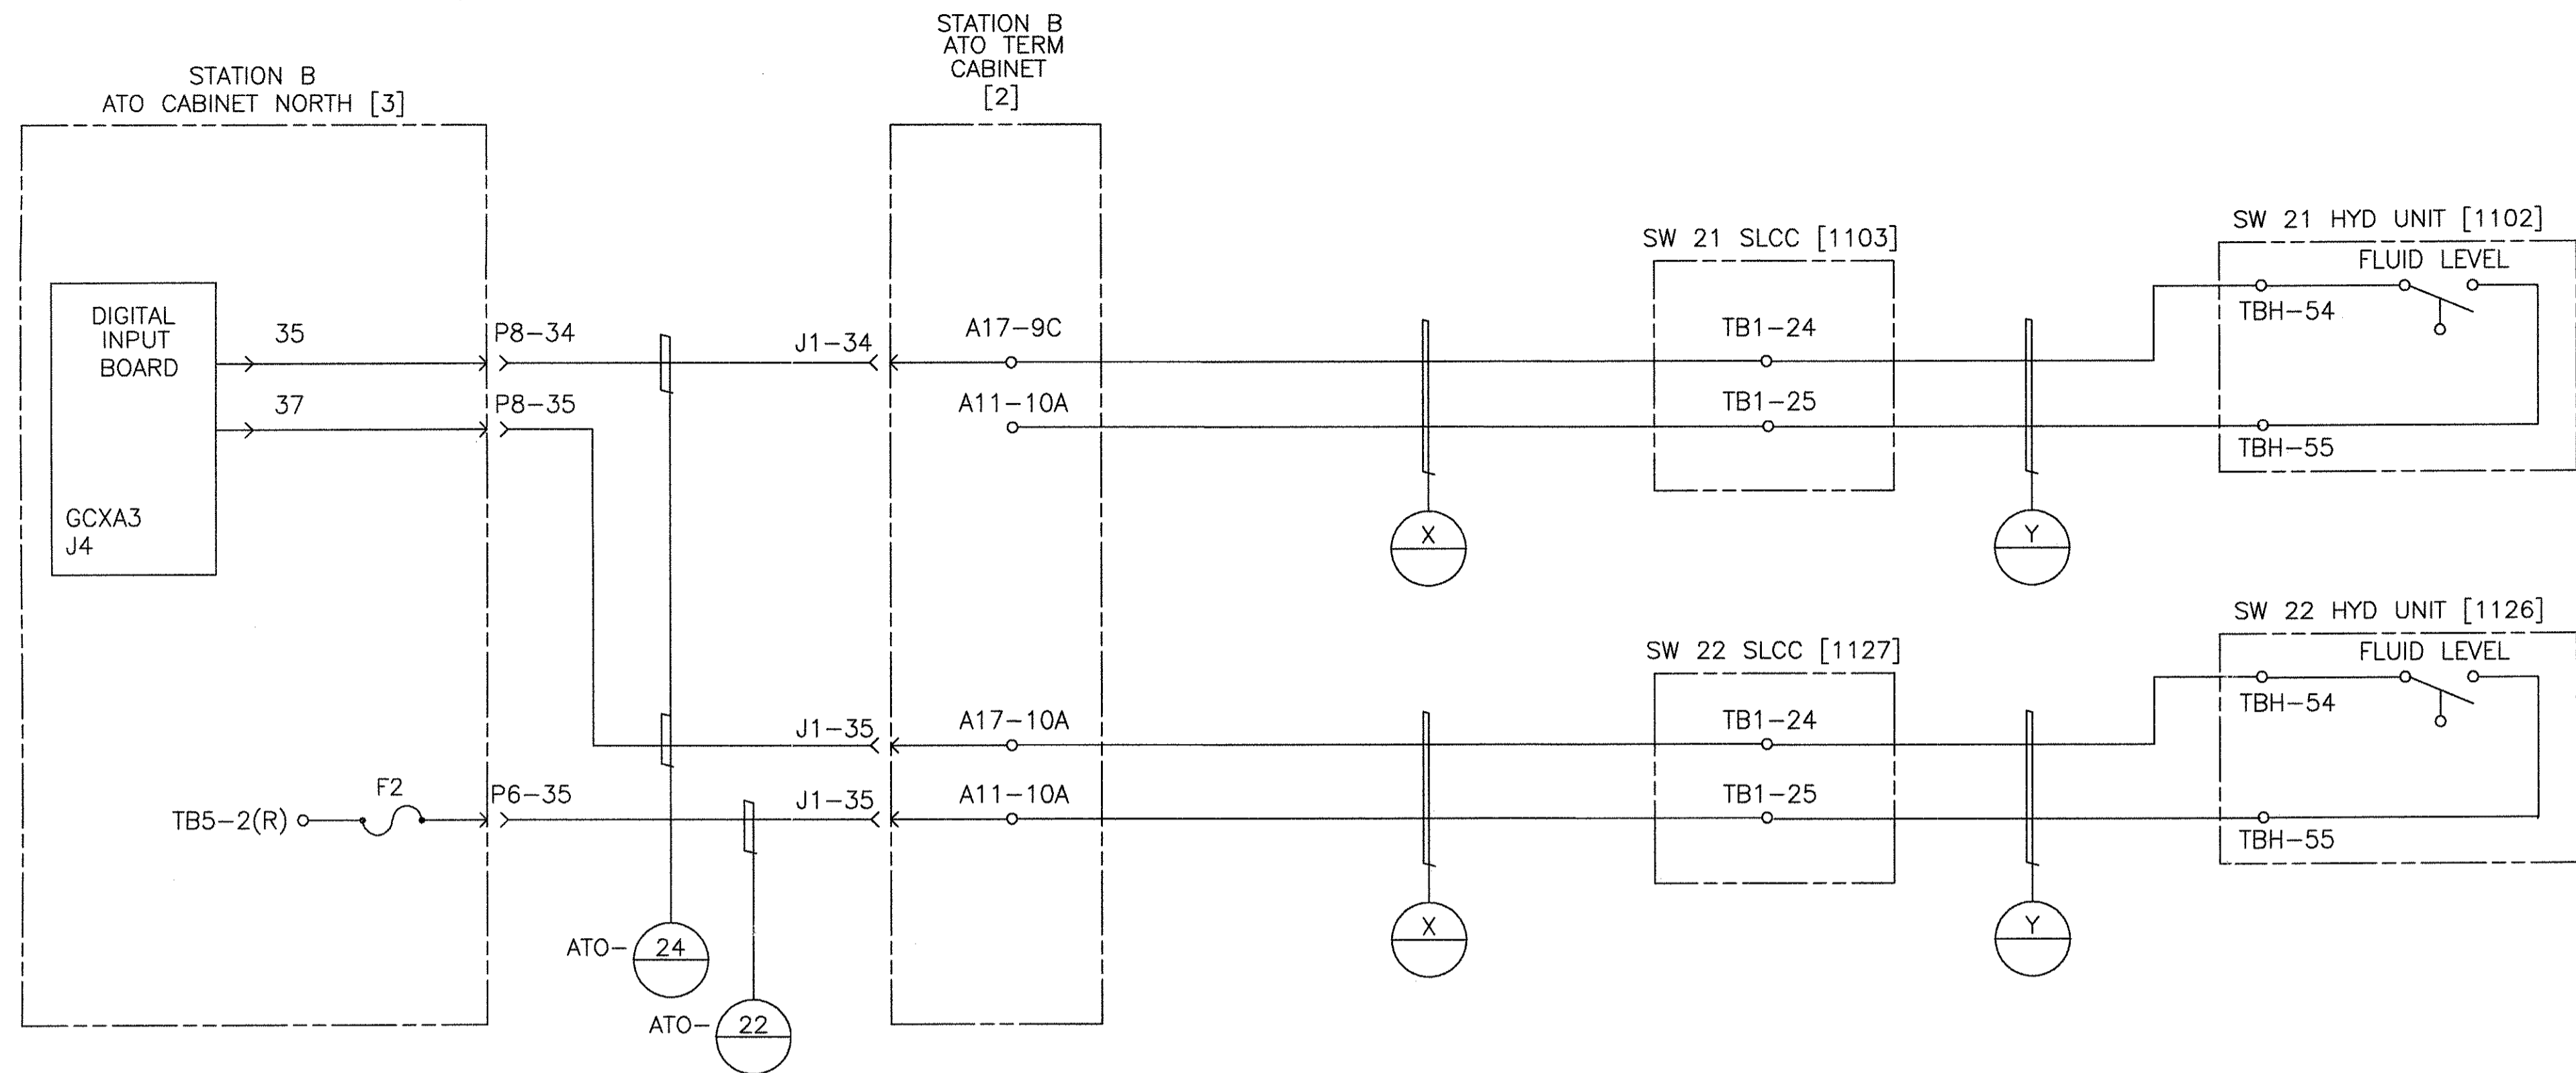 STATION B
ATO CABINET NORTH [3]
STATION B
ATO TERM
CABINET
[2]
SW 21 SLCC [1103]
SW 21 HYD UNIT [1102]
FLUID LEVEL
DIGITAL
INPUT
BOARD
GCXA3
J4
35
P8-34
J1-34
A17-9C
TB1-24
TBH-54
37
P8-35
A11-10A
TB1-25
TBH-55
X
Y
SW 22 SLCC [1127]
SW 22 HYD UNIT [1126]
FLUID LEVEL
J1-35
A17-10A
TB1-24
TBH-54
TB5-2(R)
F2
P6-35
J1-35
A11-10A
TB1-25
TBH-55
ATO-
24
X
Y
ATO-
22